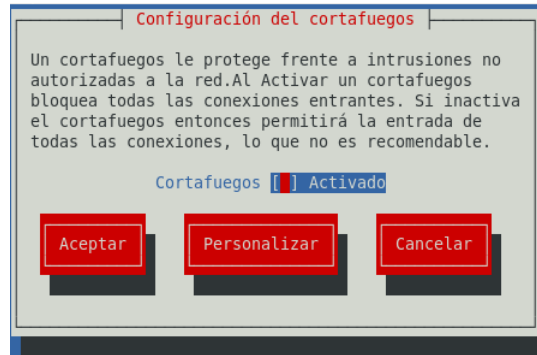 Configuración del cortafuegos
Un cortafuegos le protege frente a intrusiones no
autorizadas a la red.Al Activar un cortafuegos
bloquea todas las conexiones entrantes. Si inactiva
el cortafuegos entonces permitirá la entrada de
todas las conexiones, lo que no es recomendable.
Cortafuegos [ ] Activado
Aceptar Personalizar Cancelar